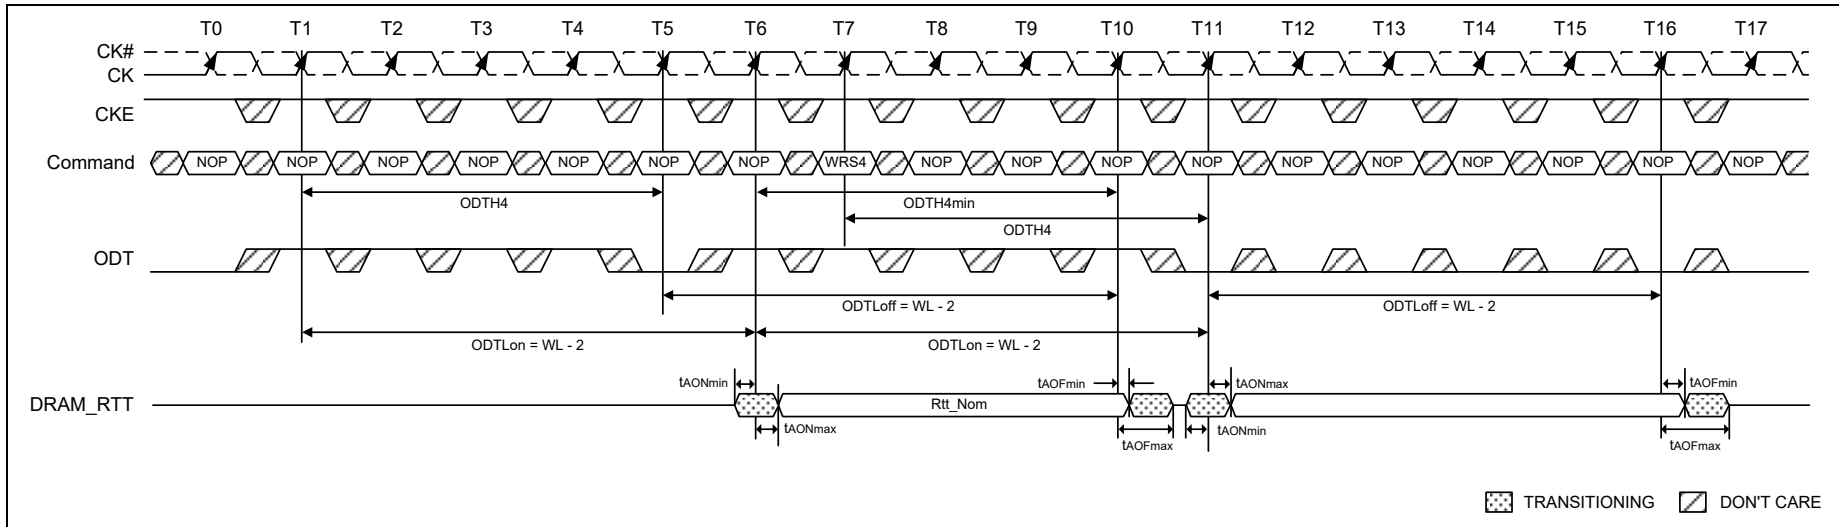 T0 T1 T2 T3 T4 T5 T6 T7 T8 T9 T10 T11 T12 T13 T14 T15 T16 T17
CK#
CK
CKE
Command NOP NOP NOP NOP NOP NOP NOP WRS4 NOP NOP NOP NOP NOP NOP NOP NOP NOP NOP
ODTH4 ODTH4min
ODTH4
ODT
ODTLoff = WL - 2 ODTLoff = WL - 2
ODTLon = WL - 2 ODTLon = WL - 2
tAONmin tAOFmin tAONmax tAOFmin
DRAM_RTT Rtt_Nom
tAONmax tAOFmax tAONmin tAOFmax
TRANSITIONING DON'T CARE